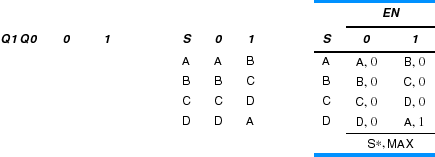 EN
Q1 Q0 0 1 S 0 1 S 0 1
A A B A A, 0 B, 0
B B C B B, 0 C, 0
C C D C C, 0 D, 0
D D A D D, 0 A, 1
S*, MAX